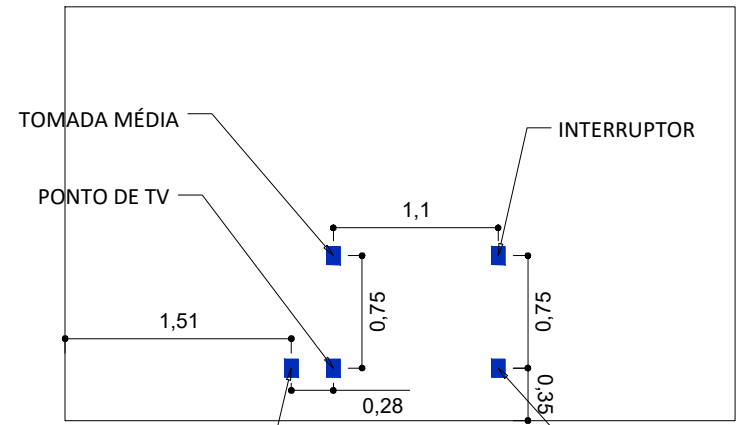 TOMADA MÉDIA
INTERRUPTOR
PONTO DE TV
1,1
0,75
0,75
1,51
0,28
0,35